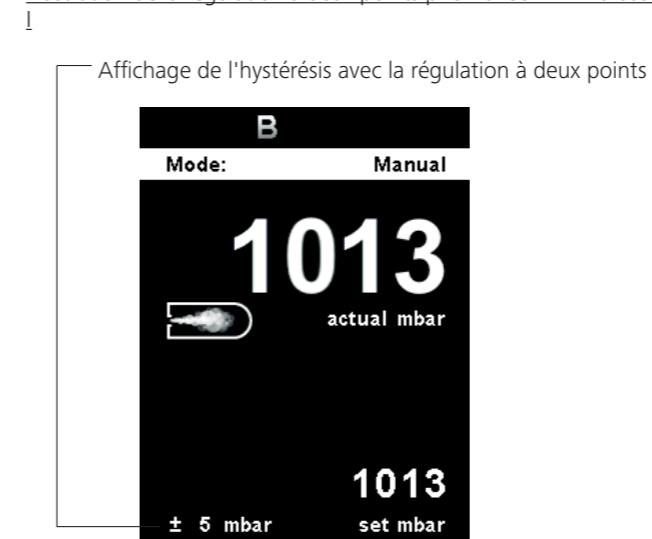 l
Affichage de l'hystérésis avec la régulation à deux points
B
Mode: Manual
1013
actual mbar
1013
± 5 mbar set mbar